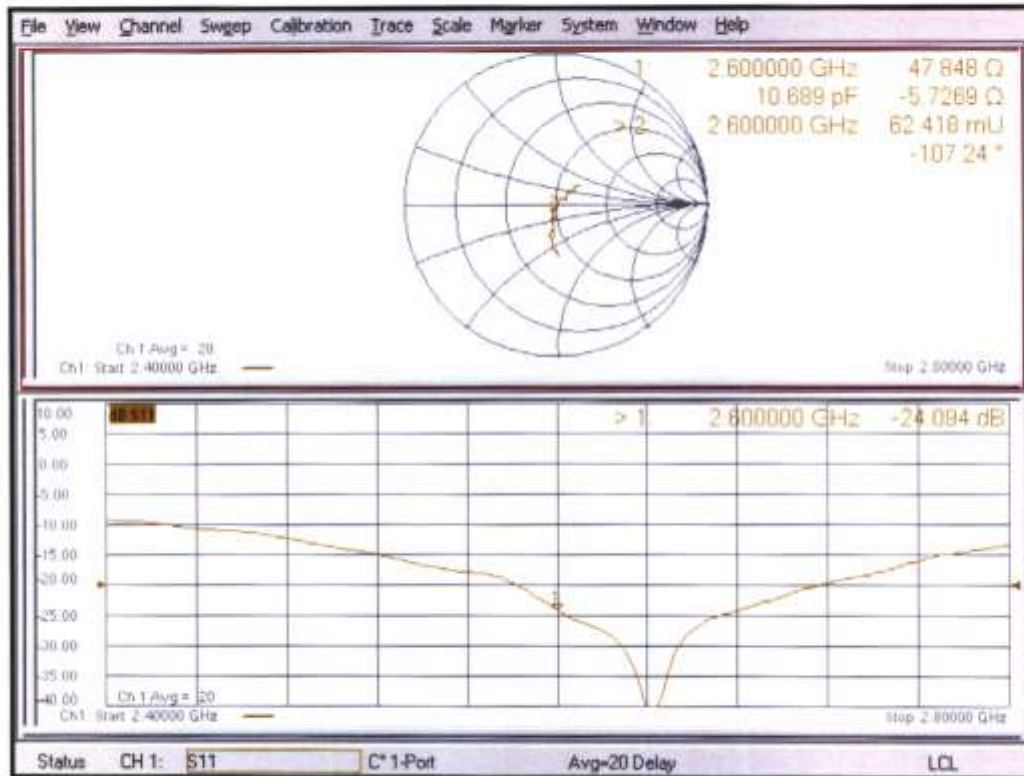 File View Channel Sweep Calibration Trace Scale Marker System Window Help
1: 2.600000 GHz 47.848 Ω
10.689 pF -5.7269 Ω
> 2: 2.600000 GHz 62.418 mU
-107.24 °
Ch 1 Avg = 20
Ch1: Start 2.40000 GHz
Stop 2.80000 GHz
10.00 dB S11 > 1: 2.600000 GHz -24.094 dB
5.00
0.00
-5.00
-10.00
-15.00
-20.00
-25.00
1
-30.00
-35.00
-40.00 Ch 1 Avg = 20
Ch1: Start 2.40000 GHz
Stop 2.80000 GHz
Status CH 1: S11 C* 1-Port Avg=20 Delay LCL